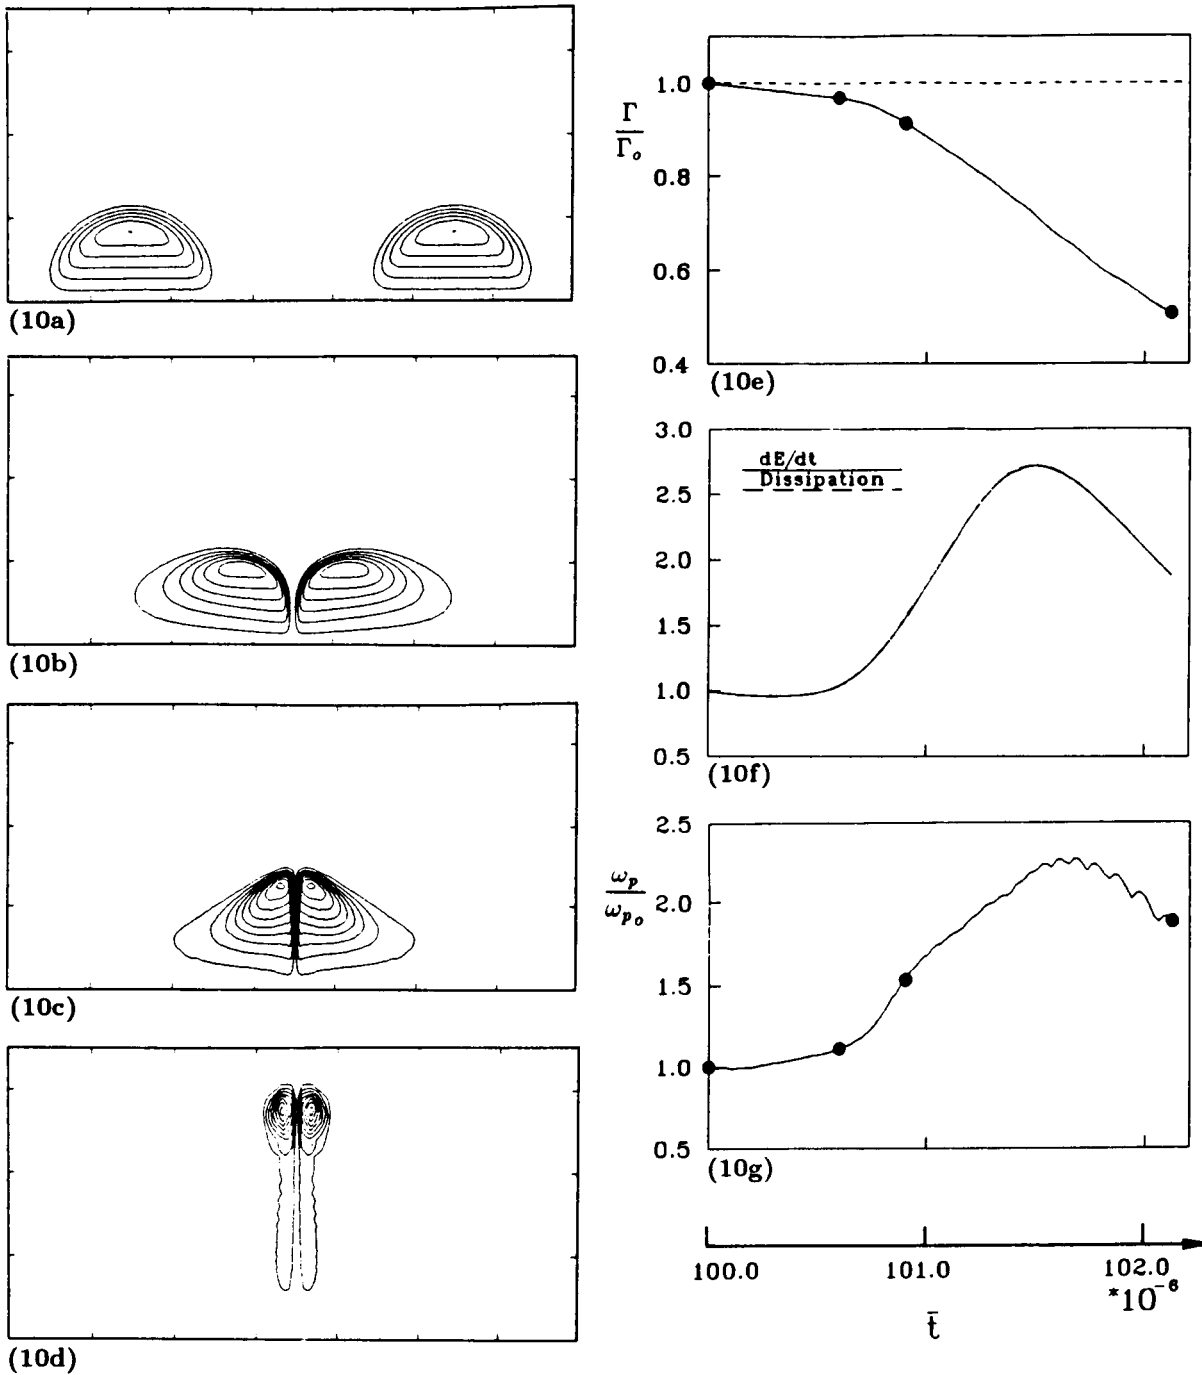 (10a)
(10b)
(10c)
(10d)
Γ
Γₒ
1.0
0.8
0.6
0.4
(10e)
3.0
2.5
2.0
1.5
1.0
0.5
dE/dt
Dissipation
(10f)
ωₚ
ωₚₒ
2.5
2.0
1.5
1.0
0.5
(10g)
100.0 101.0 102.0
*10⁻⁶
t̄